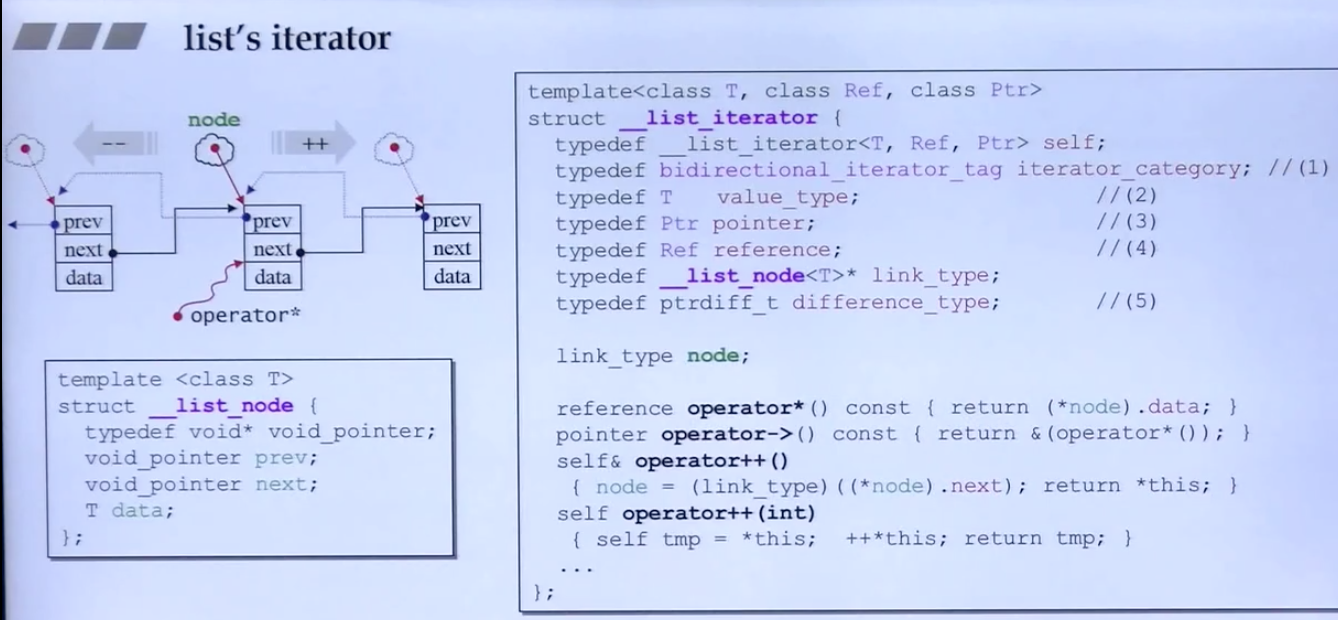 list's iterator
node
--
++
prev
next
data
prev
next
data
prev
next
data
operator*
template <class T>
struct __list_node {
typedef void* void_pointer;
void_pointer prev;
void_pointer next;
T data;
};
template<class T, class Ref, class Ptr>
struct __list_iterator {
typedef __list_iterator<T, Ref, Ptr> self;
typedef bidirectional_iterator_tag iterator_category; //(1)
typedef T value_type; //(2)
typedef Ptr pointer; //(3)
typedef Ref reference; //(4)
typedef __list_node<T>* link_type;
typedef ptrdiff_t difference_type; //(5)
link_type node;
reference operator*() const { return (*node).data; }
pointer operator->() const { return &(operator*()); }
self& operator++()
{ node = (link_type)((*node).next); return *this; }
self operator++(int)
{ self tmp = *this; ++*this; return tmp; }
...
};